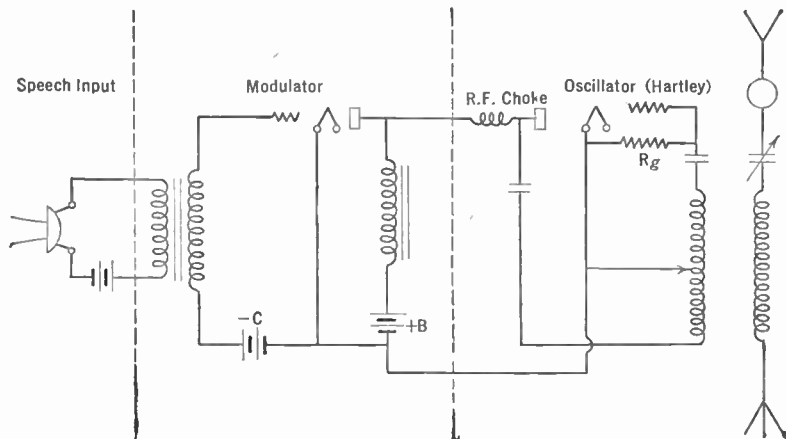 Speech Input
Modulator
R.F. Choke
Oscillator (Hartley)
Rg
-C
+B